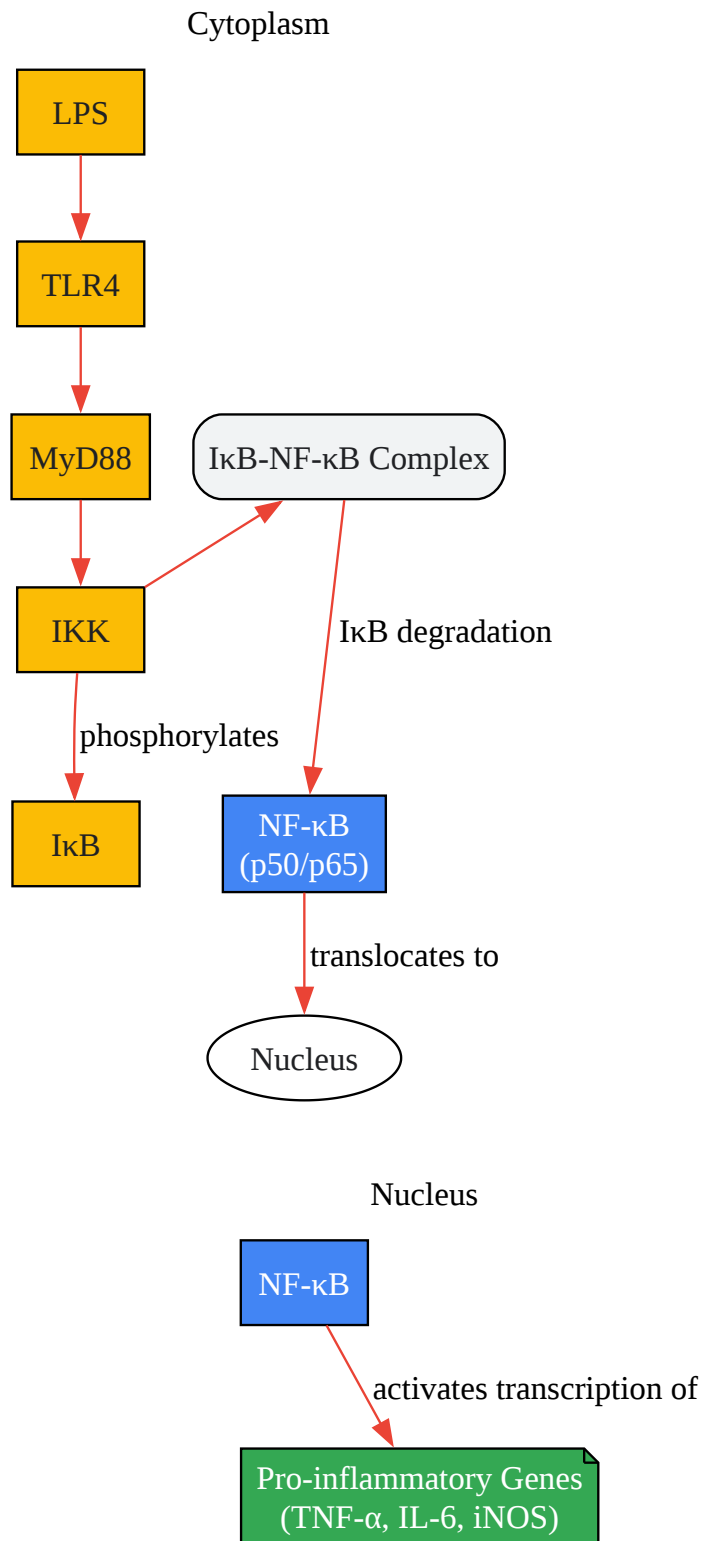 Cytoplasm
LPS
TLR4
MyD88
IκB-NF-κB Complex
IKK
IκB degradation
phosphorylates
IκB
NF-κB
(p50/p65)
translocates to
Nucleus
Nucleus
NF-κB
activates transcription of
Pro-inflammatory Genes
(TNF-α, IL-6, iNOS)